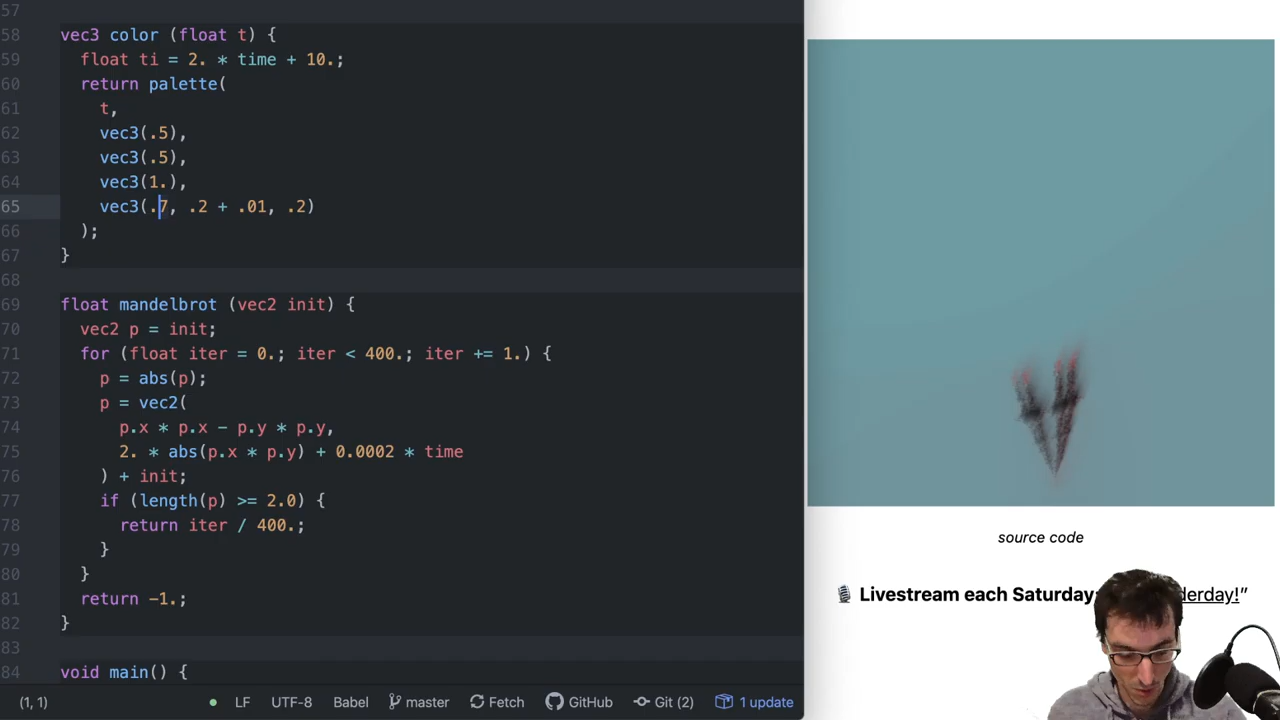 57
58 vec3 color (float t) {
59 float ti = 2. * time + 10.;
60 return palette(
61 t,
62 vec3(.5),
63 vec3(.5),
64 vec3(1.),
65 vec3(.7, .2 + .01, .2)
66 );
67 }
68
69 float mandelbrot (vec2 init) {
70 vec2 p = init;
71 for (float iter = 0.; iter < 400.; iter += 1.) {
72 p = abs(p);
73 p = vec2(
74 p.x * p.x - p.y * p.y,
75 2. * abs(p.x * p.y) + 0.0002 * time
76 ) + init;
77 if (length(p) >= 2.0) {
78 return iter / 400.;
79 }
80 }
81 return -1.;
82 }
83
84 void main() {
(1, 1) LF UTF-8 Babel master Fetch GitHub Git (2) 1 update
source code
Livestream each Saturday